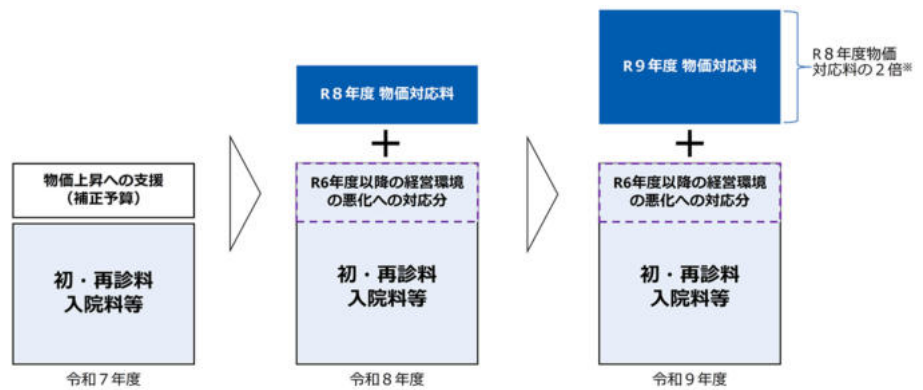 物価上昇への支援
（補正予算）
初・再診料
入院料等
令和７年度
R８年度 物価対応料
＋
R6年度以降の経営環境
の悪化への対応分
初・再診料
入院料等
令和８年度
R９年度 物価対応料
＋
R6年度以降の経営環境
の悪化への対応分
初・再診料
入院料等
令和９年度
R８年度物価
対応料の２倍※